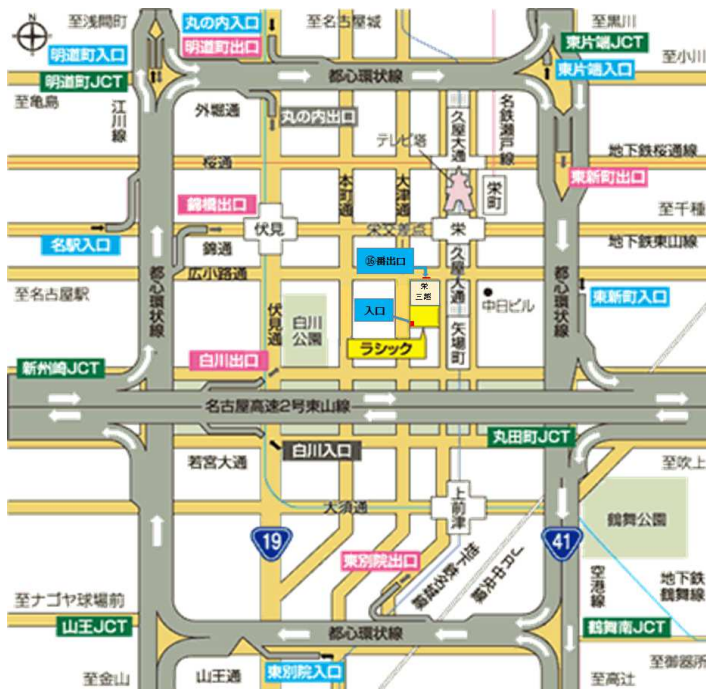 至浅間町
丸の内入口
至名古屋城
至黒川
明道町入口
明道町出口
東片端JCT
至小川
明道町JCT
都心環状線
東片端入口
至亀島
江川線
外堀通
丸の内出口
久屋大通
名鉄瀬戸線
テレビ塔
地下鉄桜通線
桜通
本町通
大津通
栄町
東新町出口
錦橋出口
至千種
伏見
栄交差点
栄
名駅入口
錦通
地下鉄東山線
広小路通
⑯番出口
久屋大通
都心環状線
都心環状線
至名古屋駅
栄
三越
中日ビル
東新町入口
入口
白川
公園
伏見通
矢場町
ラシック
新州崎JCT
白川出口
名古屋高速2号東山線
丸田町JCT
白川入口
若宮大通
至吹上
大須通
上前津
鶴舞公園
19
41
東別院出口
地下鉄名城線
JR中央線
空港線
地下鉄
鶴舞線
至ナゴヤ球場前
山王JCT
都心環状線
鶴舞南JCT
至御器所
至金山
山王通
東別院入口
至高辻